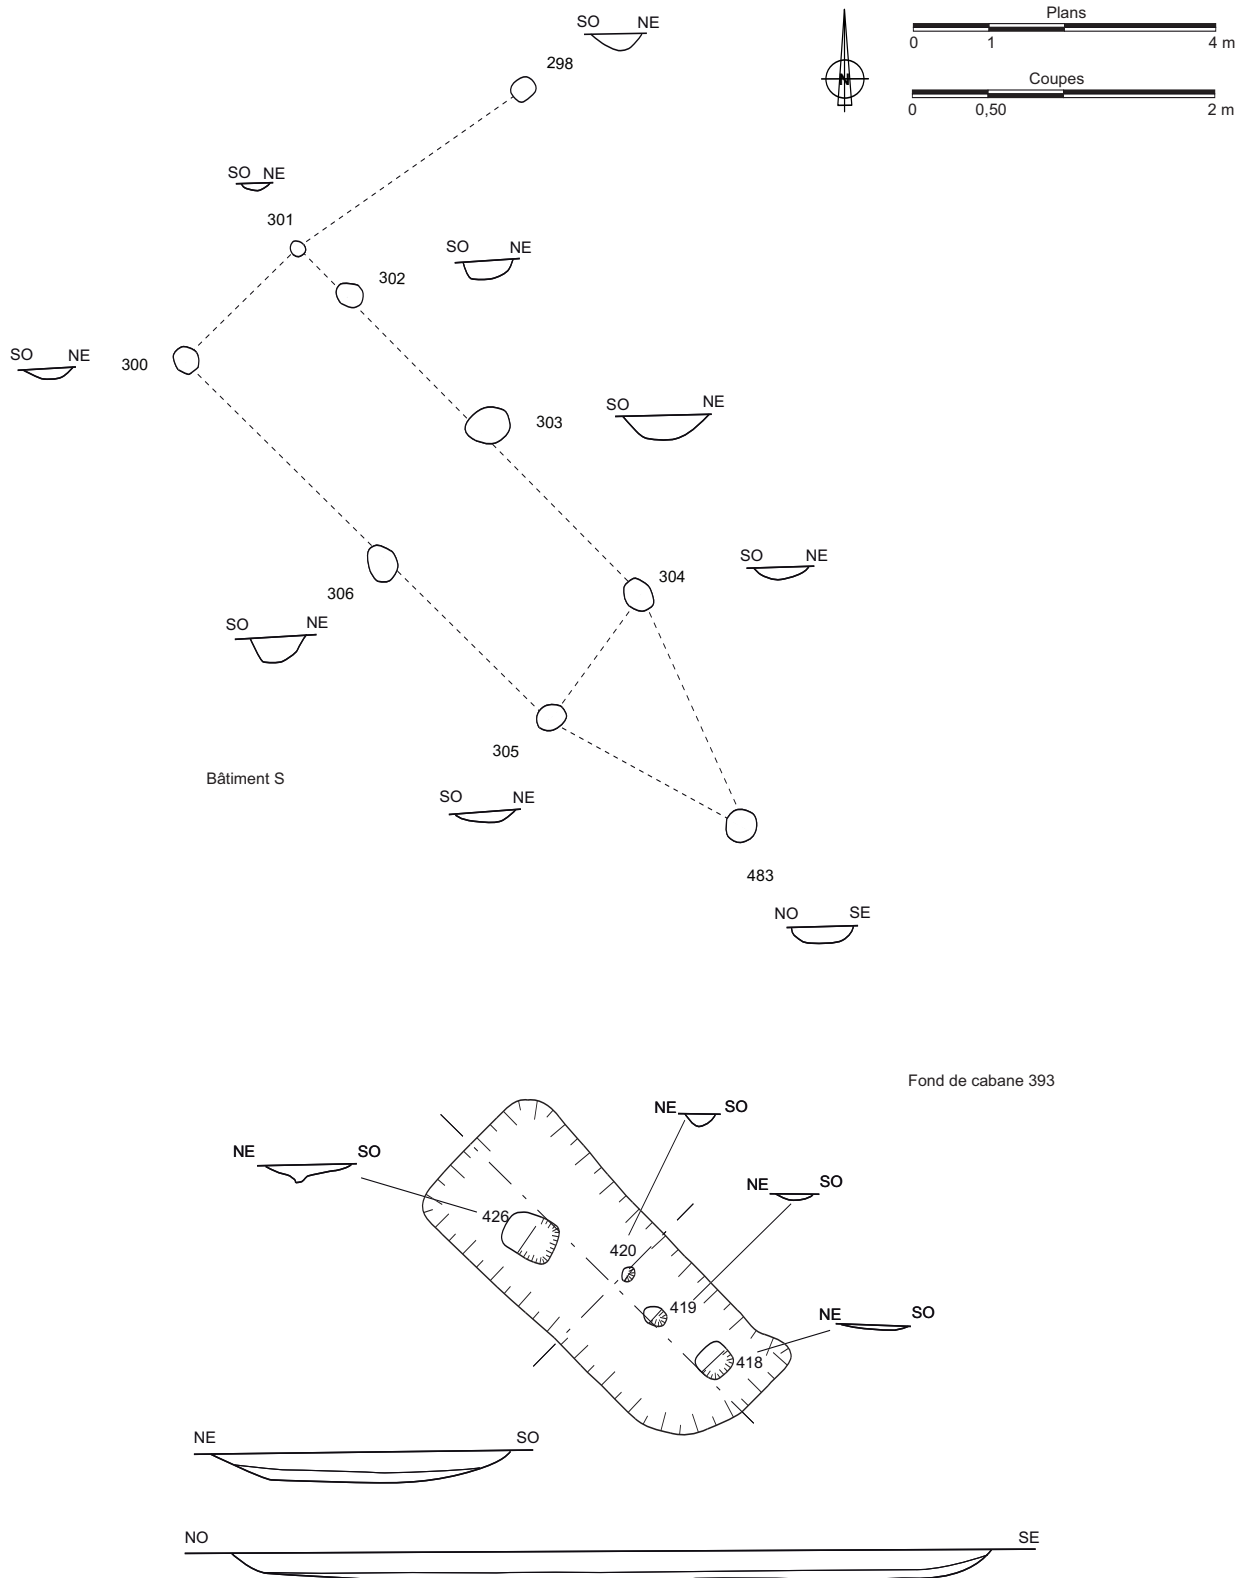 SO NE
298
N
Plans
0 1 4 m
Coupes
0 0,50 2 m
SO NE
301
SO NE
302
SO NE
300
SO NE
303
SO NE
304
306
SO NE
305
Bâtiment S
SO NE
483
NO SE
Fond de cabane 393
NE SO
NE SO
426
NE SO
420
419
NE SO
418
NE SO
NO SE